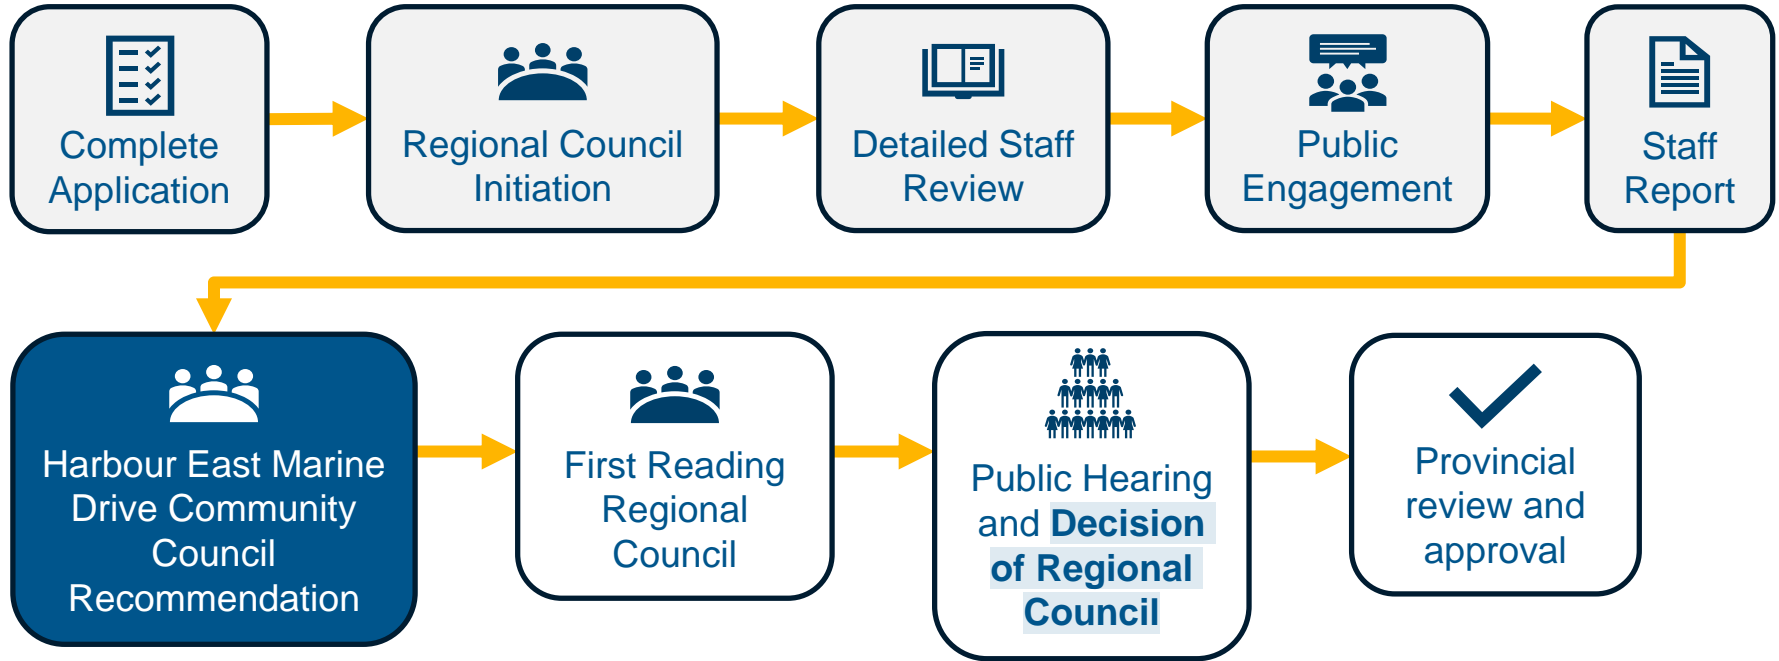 Complete
Application
Regional Council
Initiation
Detailed Staff
Review
Public
Engagement
Staff
Report
Harbour East Marine
Drive Community
Council
Recommendation
First Reading
Regional
Council
Public Hearing
and Decision
of Regional
Council
Provincial
review and
approval